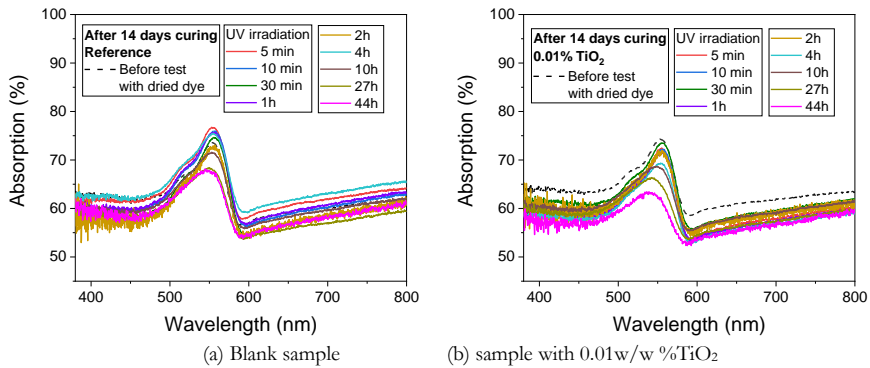 After 14 days curing
Reference
Before test
with dried dye
UV irradiation
5 min
10 min
30 min
1h
2h
4h
10h
27h
44h
100
90
80
70
60
50
Absorption (%)
400 500 600 700 800
Wavelength (nm)
(a) Blank sample
After 14 days curing
0.01% TiO₂
Before test
with dried dye
UV irradiation
5 min
10 min
30 min
1h
2h
4h
10h
27h
44h
100
90
80
70
60
50
Absorption (%)
400 500 600 700 800
Wavelength (nm)
(b) sample with 0.01w/w %TiO₂